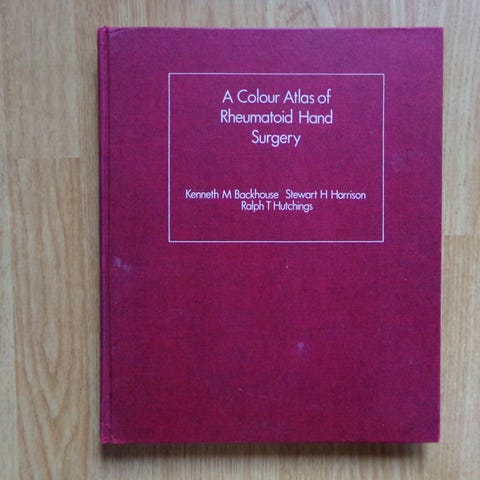 A Colour Atlas of
Rheumatoid Hand
Surgery
Kenneth M Backhouse Stewart H Harrison
Ralph T Hutchings